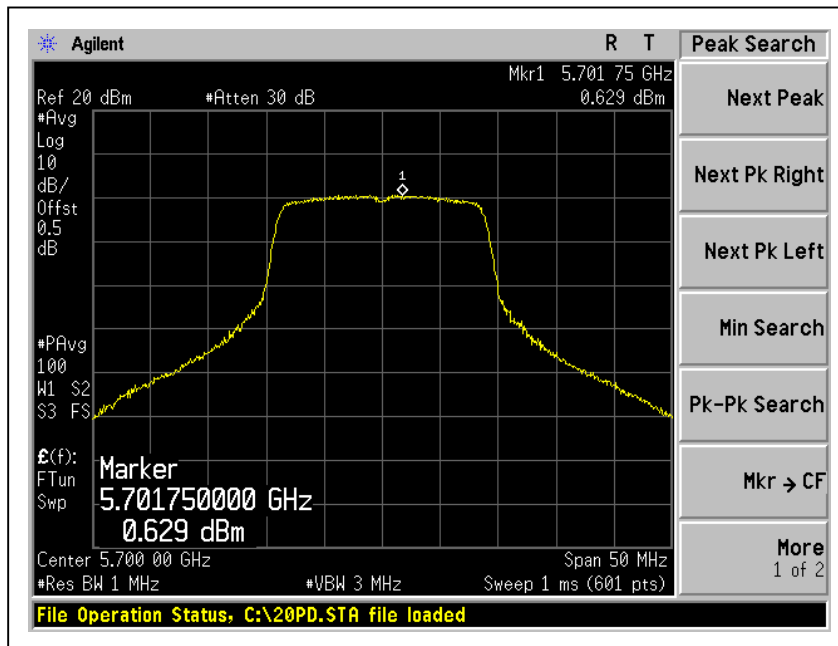 Agilent R T Peak Search
Mkr1 5.701 75 GHz
Ref 20 dBm #Atten 30 dB 0.629 dBm
#Avg
Log
10
dB/
Offst
0.5
dB
1
#PAvg
100
W1 S2
S3 FS
£(f):
FTun
Swp
Marker
5.701750000 GHz
0.629 dBm
Center 5.700 00 GHz Span 50 MHz
#Res BW 1 MHz #VBW 3 MHz Sweep 1 ms (601 pts)
File Operation Status, C:\20PD.STA file loaded
Next Peak
Next Pk Right
Next Pk Left
Min Search
Pk-Pk Search
Mkr → CF
More
1 of 2